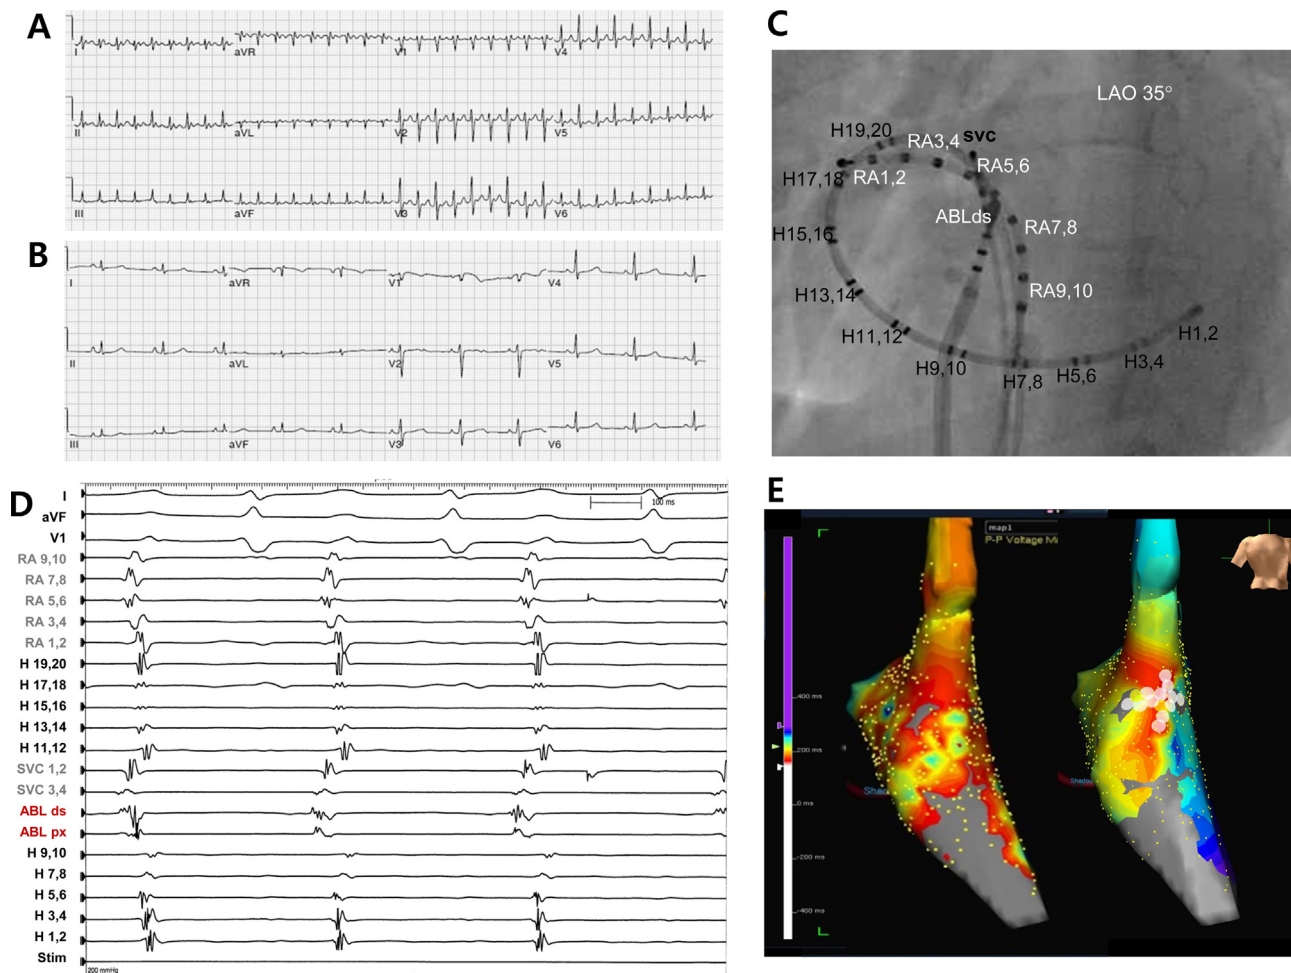 A
I
aVR
V1
V4
II
aVL
V2
V5
III
aVF
V3
V6
B
I
aVR
V1
V4
II
aVL
V2
V5
III
aVF
V3
V6
C
LAO 35°
H19,20
RA3,4
SVC
RA5,6
H17,18
RA1,2
ABLds
RA7,8
H15,16
H13,14
RA9,10
H11,12
H1,2
H9,10
H7,8
H5,6
H3,4
D
I
100 ms
aVF
V1
RA 9,10
RA 7,8
RA 5,6
RA 3,4
RA 1,2
H 19,20
H 17,18
H 15,16
H 13,14
H 11,12
SVC 1,2
SVC 3,4
ABL ds
ABL px
H 9,10
H 7,8
H 5,6
H 3,4
H 1,2
Stim
200 mmHg
E
map1
P-P Voltage
400 ms
200 ms
0 ms
-200 ms
-400 ms